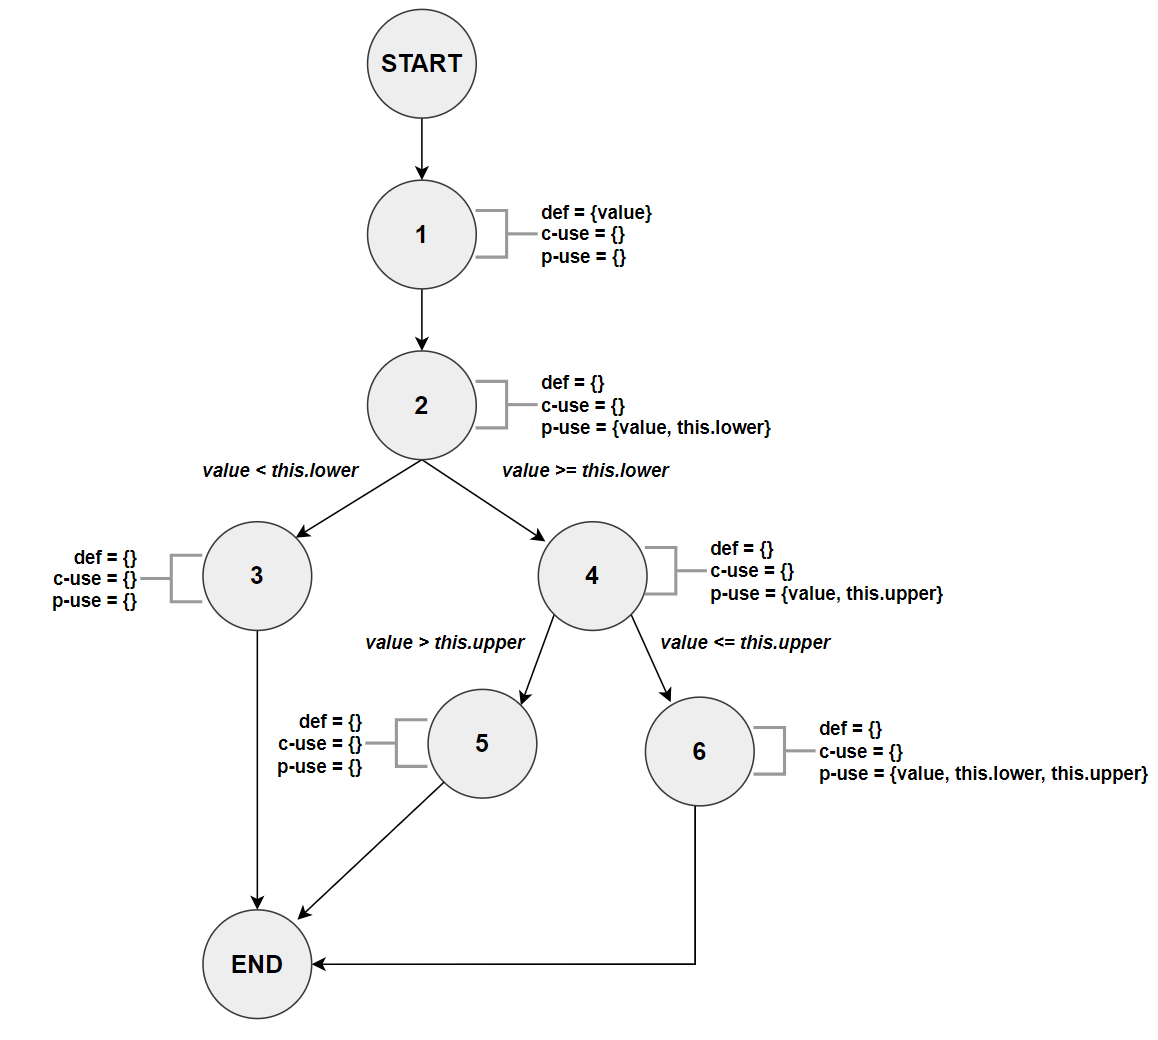 START
1
def = {value}
c-use = {}
p-use = {}
2
def = {}
c-use = {}
p-use = {value, this.lower}
value < this.lower
value >= this.lower
def = {}
c-use = {}
p-use = {}
3
4
def = {}
c-use = {}
p-use = {value, this.upper}
value > this.upper
value <= this.upper
def = {}
c-use = {}
p-use = {}
5
6
def = {}
c-use = {}
p-use = {value, this.lower, this.upper}
END